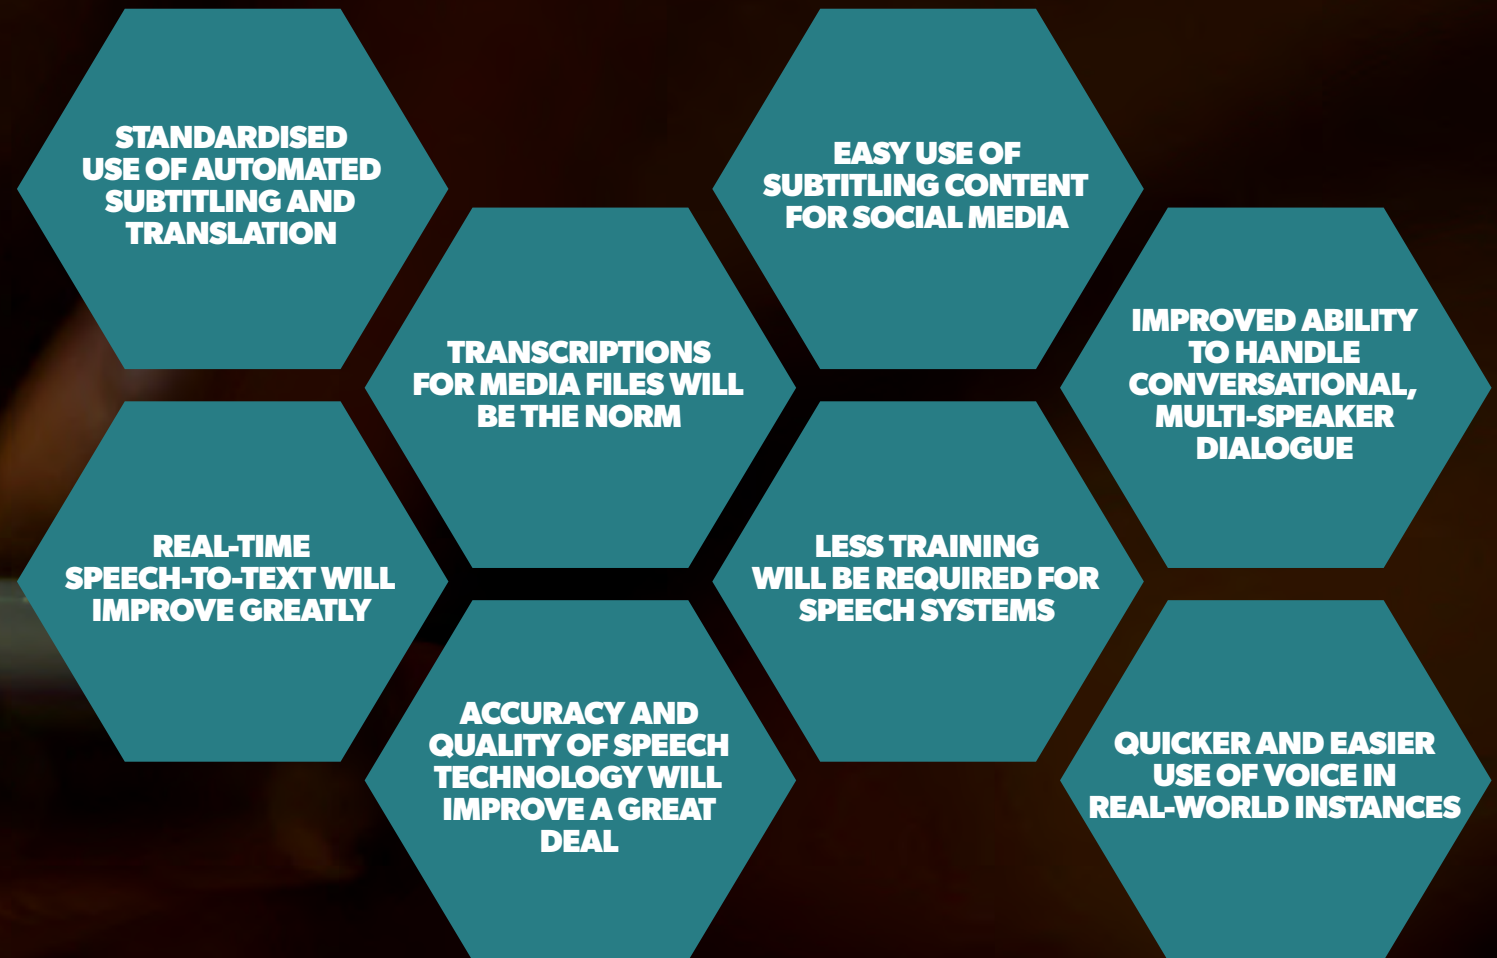 STANDARDISED
USE OF AUTOMATED
SUBTITLING AND
TRANSLATION
EASY USE OF
SUBTITLING CONTENT
FOR SOCIAL MEDIA
TRANSCRIPTIONS
FOR MEDIA FILES WILL
BE THE NORM
IMPROVED ABILITY
TO HANDLE
CONVERSATIONAL,
MULTI-SPEAKER
DIALOGUE
REAL-TIME
SPEECH-TO-TEXT WILL
IMPROVE GREATLY
LESS TRAINING
WILL BE REQUIRED FOR
SPEECH SYSTEMS
ACCURACY AND
QUALITY OF SPEECH
TECHNOLOGY WILL
IMPROVE A GREAT
DEAL
QUICKER AND EASIER
USE OF VOICE IN
REAL-WORLD INSTANCES